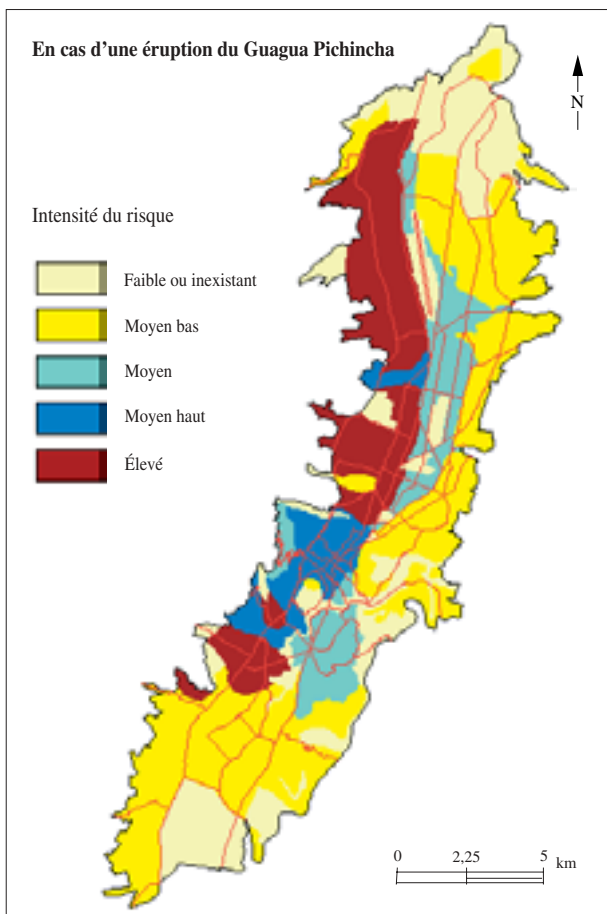 En cas d'une éruption du Guagua Pichincha
N
Intensité du risque
Faible ou inexistant
Moyen bas
Moyen
Moyen haut
Élevé
0 2,25 5
km